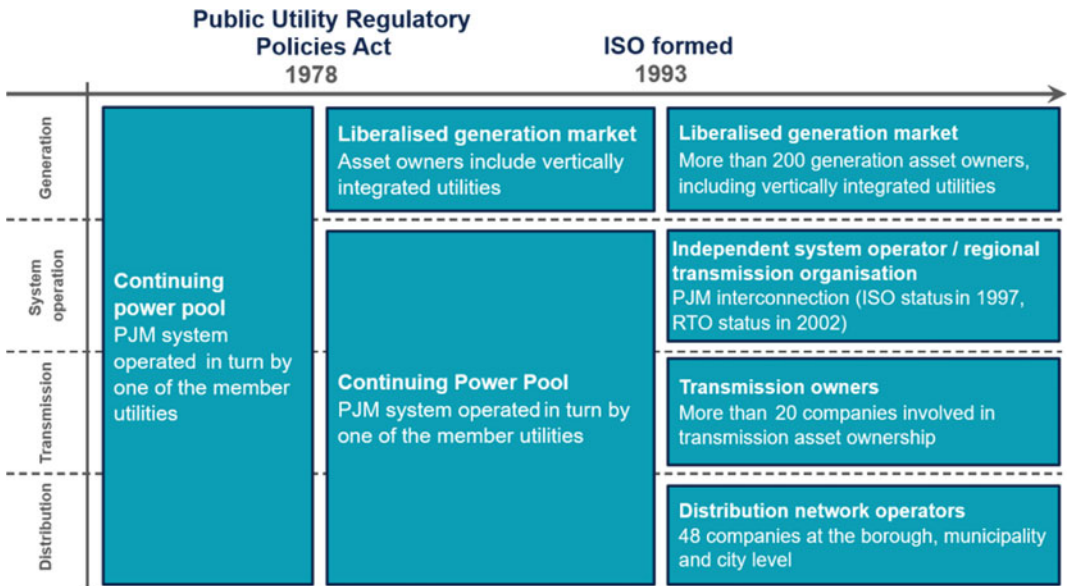 Public Utility Regulatory
Policies Act
1978
ISO formed
1993
Generation
System
operation
Transmission
Distribution
Continuing
power pool
PJM system
operated in turn by
one of the member
utilities
Liberalised generation market
Asset owners include vertically
integrated utilities
Continuing Power Pool
PJM system operated in turn by
one of the member utilities
Liberalised generation market
More than 200 generation asset owners,
including vertically integrated utilities
Independent system operator / regional
transmission organisation
PJM interconnection (ISO status in 1997,
RTO status in 2002)
Transmission owners
More than 20 companies involved in
transmission asset ownership
Distribution network operators
48 companies at the borough, municipality
and city level